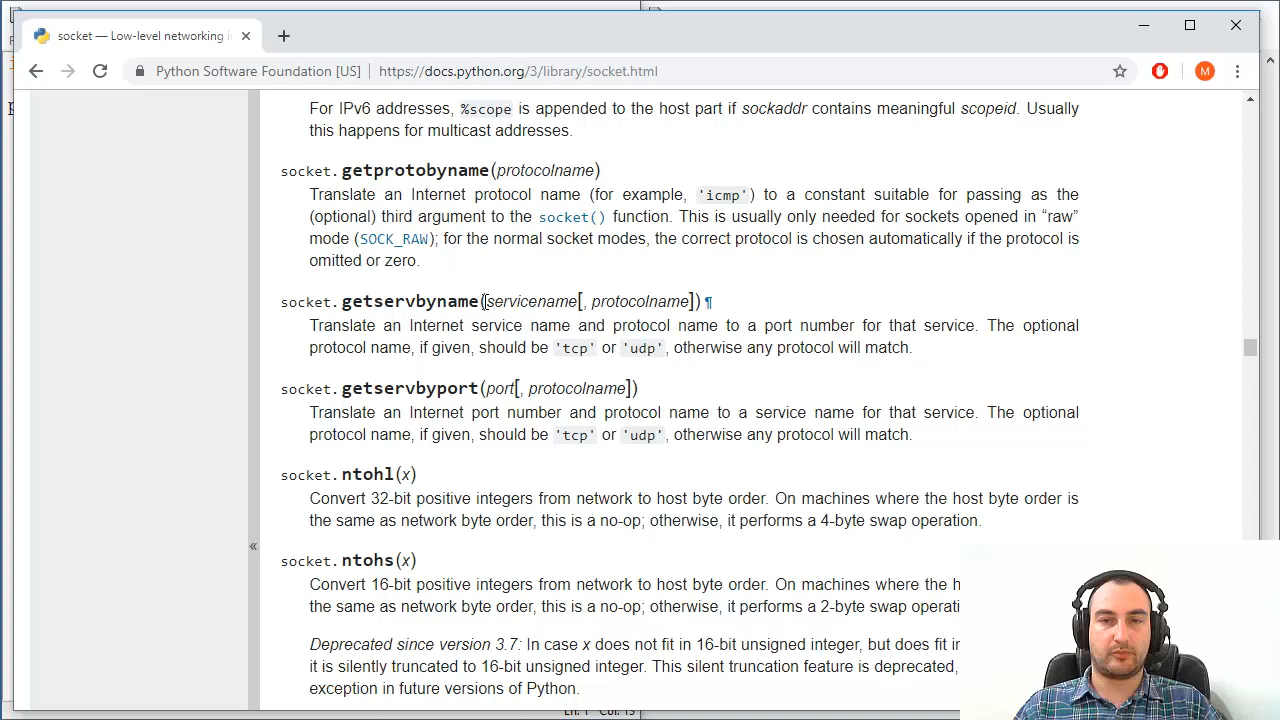 socket — Low-level networking i
Python Software Foundation [US] https://docs.python.org/3/library/socket.html
M
For IPv6 addresses, %scope is appended to the host part if sockaddr contains meaningful scopeid. Usually
this happens for multicast addresses.
socket.getprotobyname(protocolname)
Translate an Internet protocol name (for example, 'icmp') to a constant suitable for passing as the
(optional) third argument to the socket() function. This is usually only needed for sockets opened in “raw”
mode (SOCK_RAW); for the normal socket modes, the correct protocol is chosen automatically if the protocol is
omitted or zero.
socket.getservbyname(servicename[, protocolname])¶
Translate an Internet service name and protocol name to a port number for that service. The optional
protocol name, if given, should be 'tcp' or 'udp', otherwise any protocol will match.
socket.getservbyport(port[, protocolname])
Translate an Internet port number and protocol name to a service name for that service. The optional
protocol name, if given, should be 'tcp' or 'udp', otherwise any protocol will match.
socket.ntohl(x)
Convert 32-bit positive integers from network to host byte order. On machines where the host byte order is
the same as network byte order, this is a no-op; otherwise, it performs a 4-byte swap operation.
«
socket.ntohs(x)
Convert 16-bit positive integers from network to host byte order. On machines where the h
the same as network byte order, this is a no-op; otherwise, it performs a 2-byte swap operati
Deprecated since version 3.7: In case x does not fit in 16-bit unsigned integer, but does fit in
it is silently truncated to 16-bit unsigned integer. This silent truncation feature is deprecated,
exception in future versions of Python.
Ln: 1 Col: 13